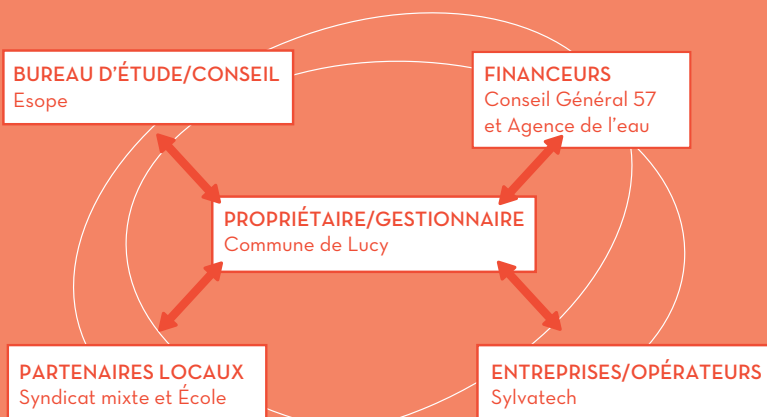 BUREAU D'ÉTUDE/CONSEIL
Esope
FINANCEURS
Conseil Général 57
et Agence de l'eau
PROPRIÉTAIRE/GESTIONNAIRE
Commune de Lucy
PARTENAIRES LOCAUX
Syndicat mixte et École
ENTREPRISES/OPÉRATEURS
Sylvatech